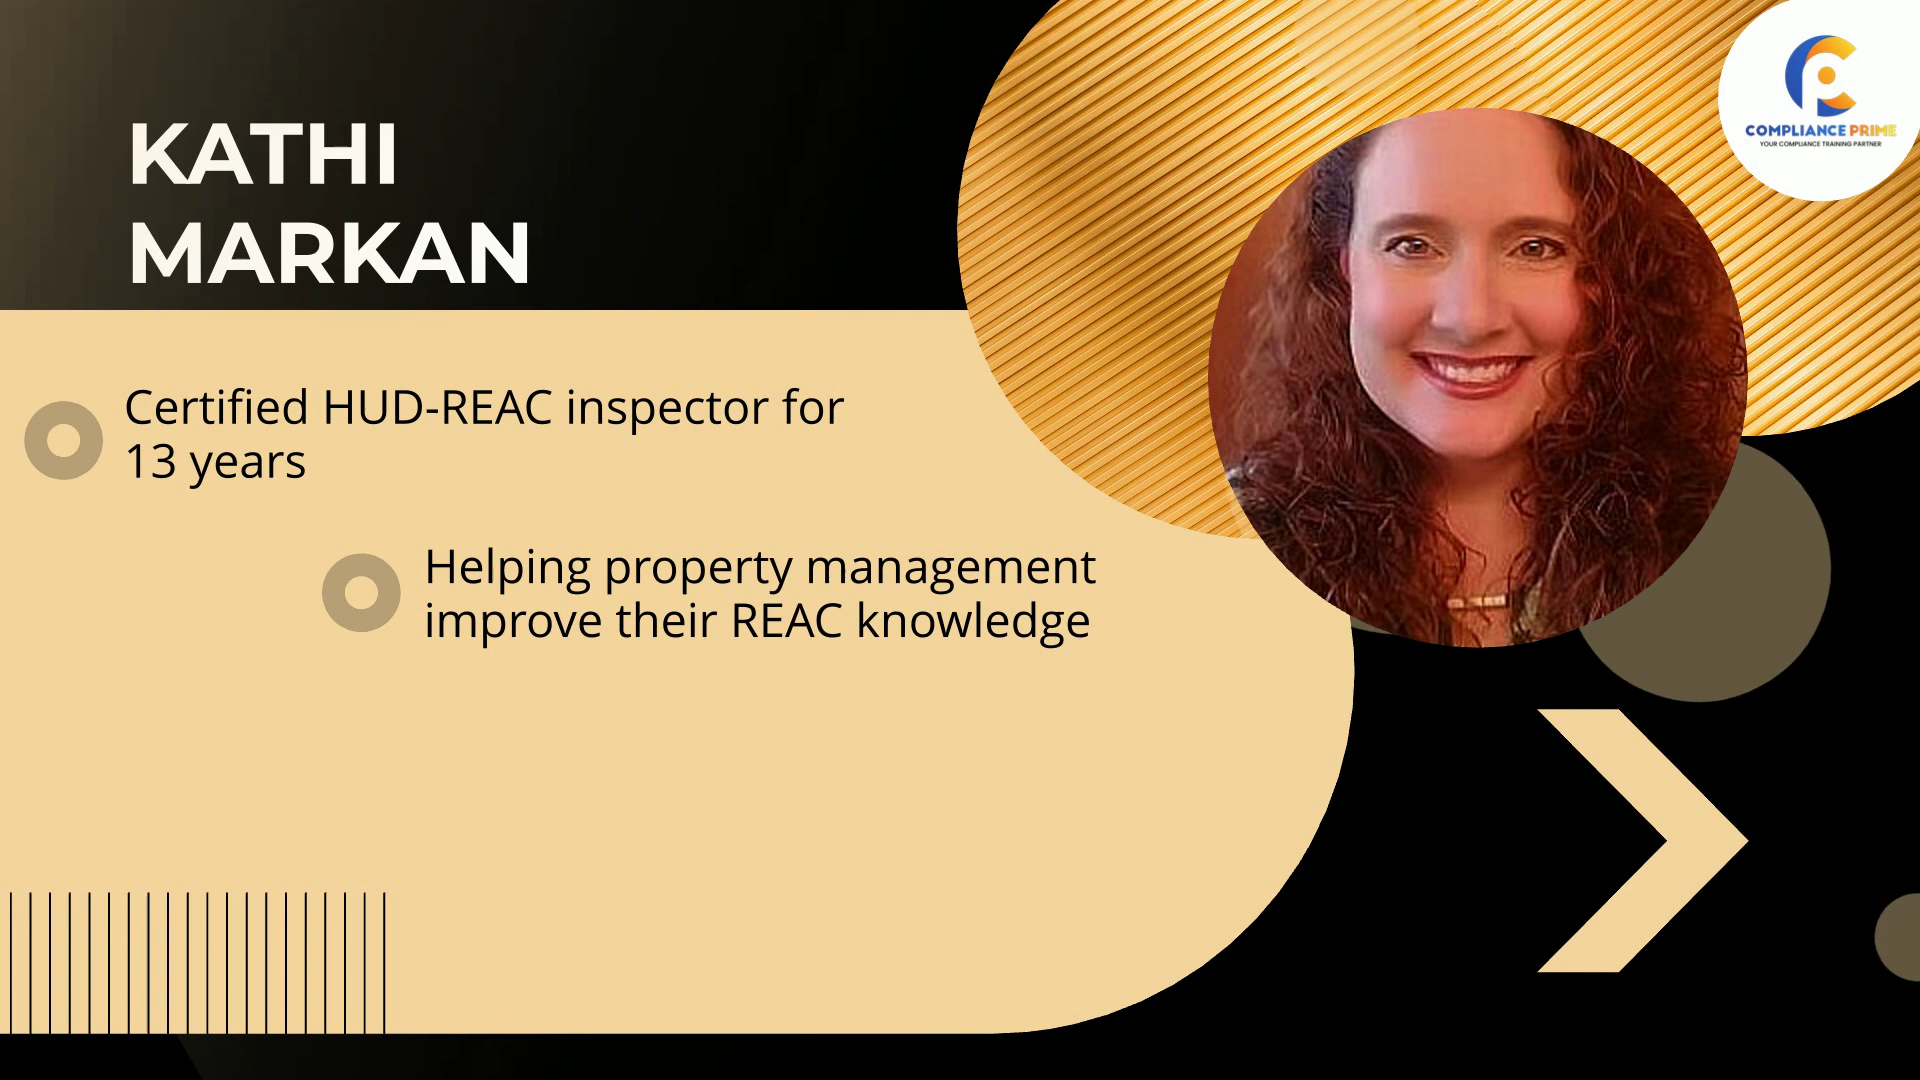 KATHI
MARKAN
Certified HUD-REAC inspector for
13 years
Helping property management
improve their REAC knowledge
COMPLIANCE PRIME
YOUR COMPLIANCE TRAINING PARTNER